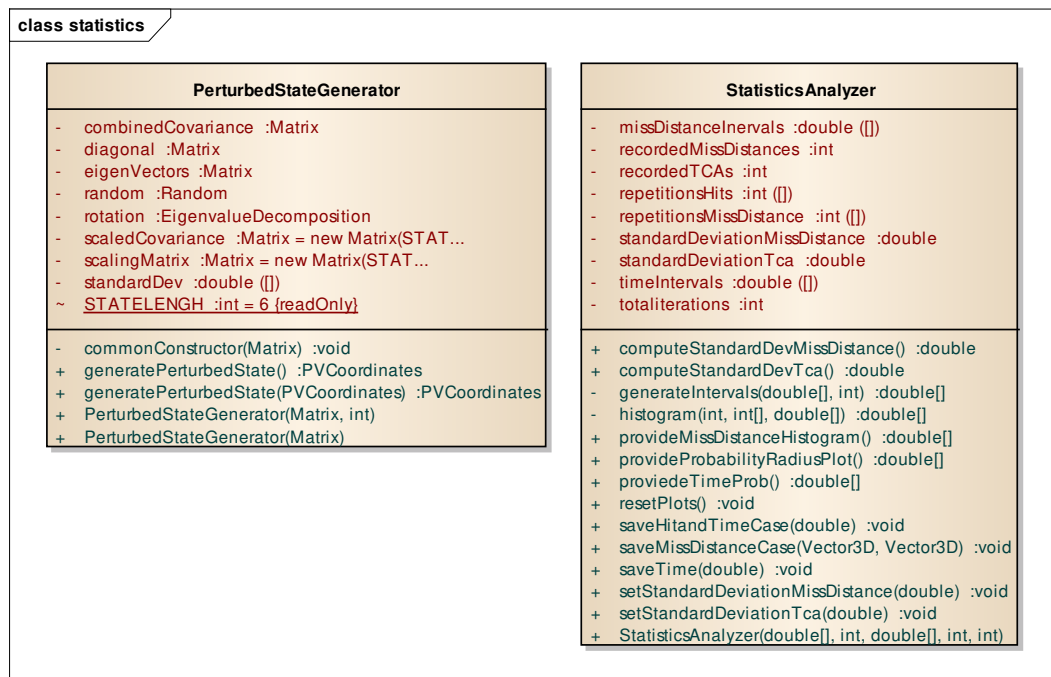 class statistics
PerturbedStateGenerator
- combinedCovariance :Matrix
- diagonal :Matrix
- eigenVectors :Matrix
- random :Random
- rotation :EigenvalueDecomposition
- scaledCovariance :Matrix = new Matrix(STAT...
- scalingMatrix :Matrix = new Matrix(STAT...
- standardDev :double ([])
~ STATELENGH :int = 6 {readOnly}
- commonConstructor(Matrix) :void
+ generatePerturbedState() :PVCoordinates
+ generatePerturbedState(PVCoordinates) :PVCoordinates
+ PerturbedStateGenerator(Matrix, int)
+ PerturbedStateGenerator(Matrix)
StatisticsAnalyzer
- missDistanceInervals :double ([])
- recordedMissDistances :int
- recordedTCAs :int
- repetitionsHits :int ([])
- repetitionsMissDistance :int ([])
- standardDeviationMissDistance :double
- standardDeviationTca :double
- timeIntervals :double ([])
- totaliterations :int
+ computeStandardDevMissDistance() :double
+ computeStandardDevTca() :double
- generateIntervals(double[], int) :double[]
- histogram(int, int[], double[]) :double[]
+ provideMissDistanceHistogram() :double[]
+ provideProbabilityRadiusPlot() :double[]
+ proviedeTimeProb() :double[]
+ resetPlots() :void
+ saveHitandTimeCase(double) :void
+ saveMissDistanceCase(Vector3D, Vector3D) :void
+ saveTime(double) :void
+ setStandardDeviationMissDistance(double) :void
+ setStandardDeviationTca(double) :void
+ StatisticsAnalyzer(double[], int, double[], int, int)